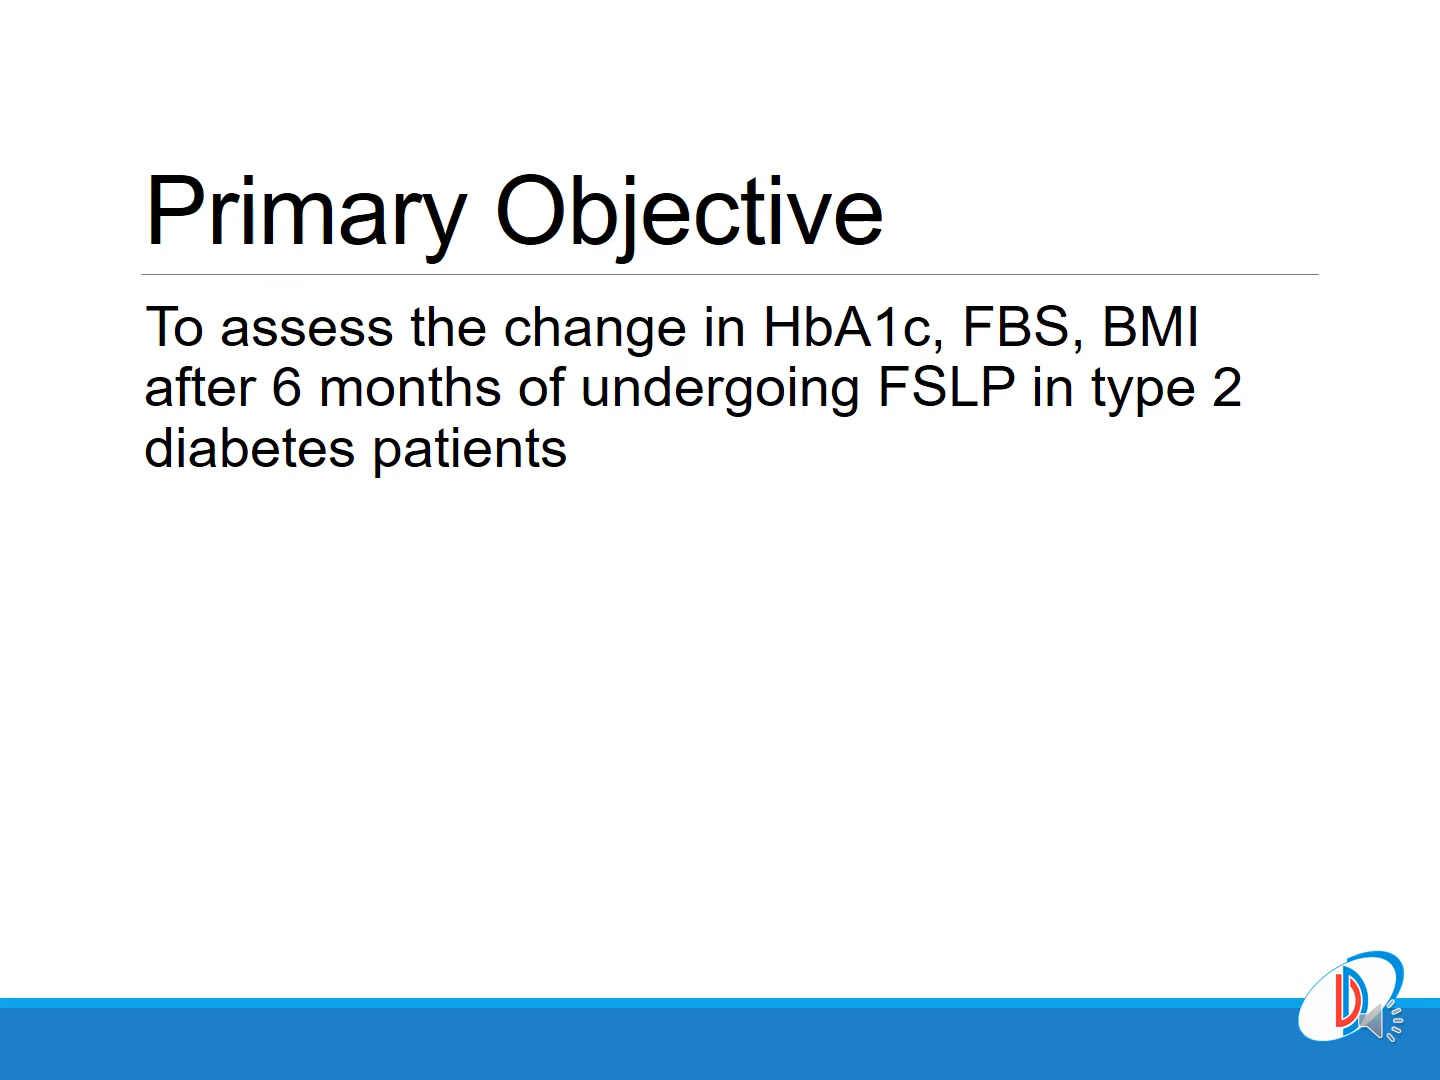 Primary Objective
To assess the change in HbA1c, FBS, BMI
after 6 months of undergoing FSLP in type 2
diabetes patients